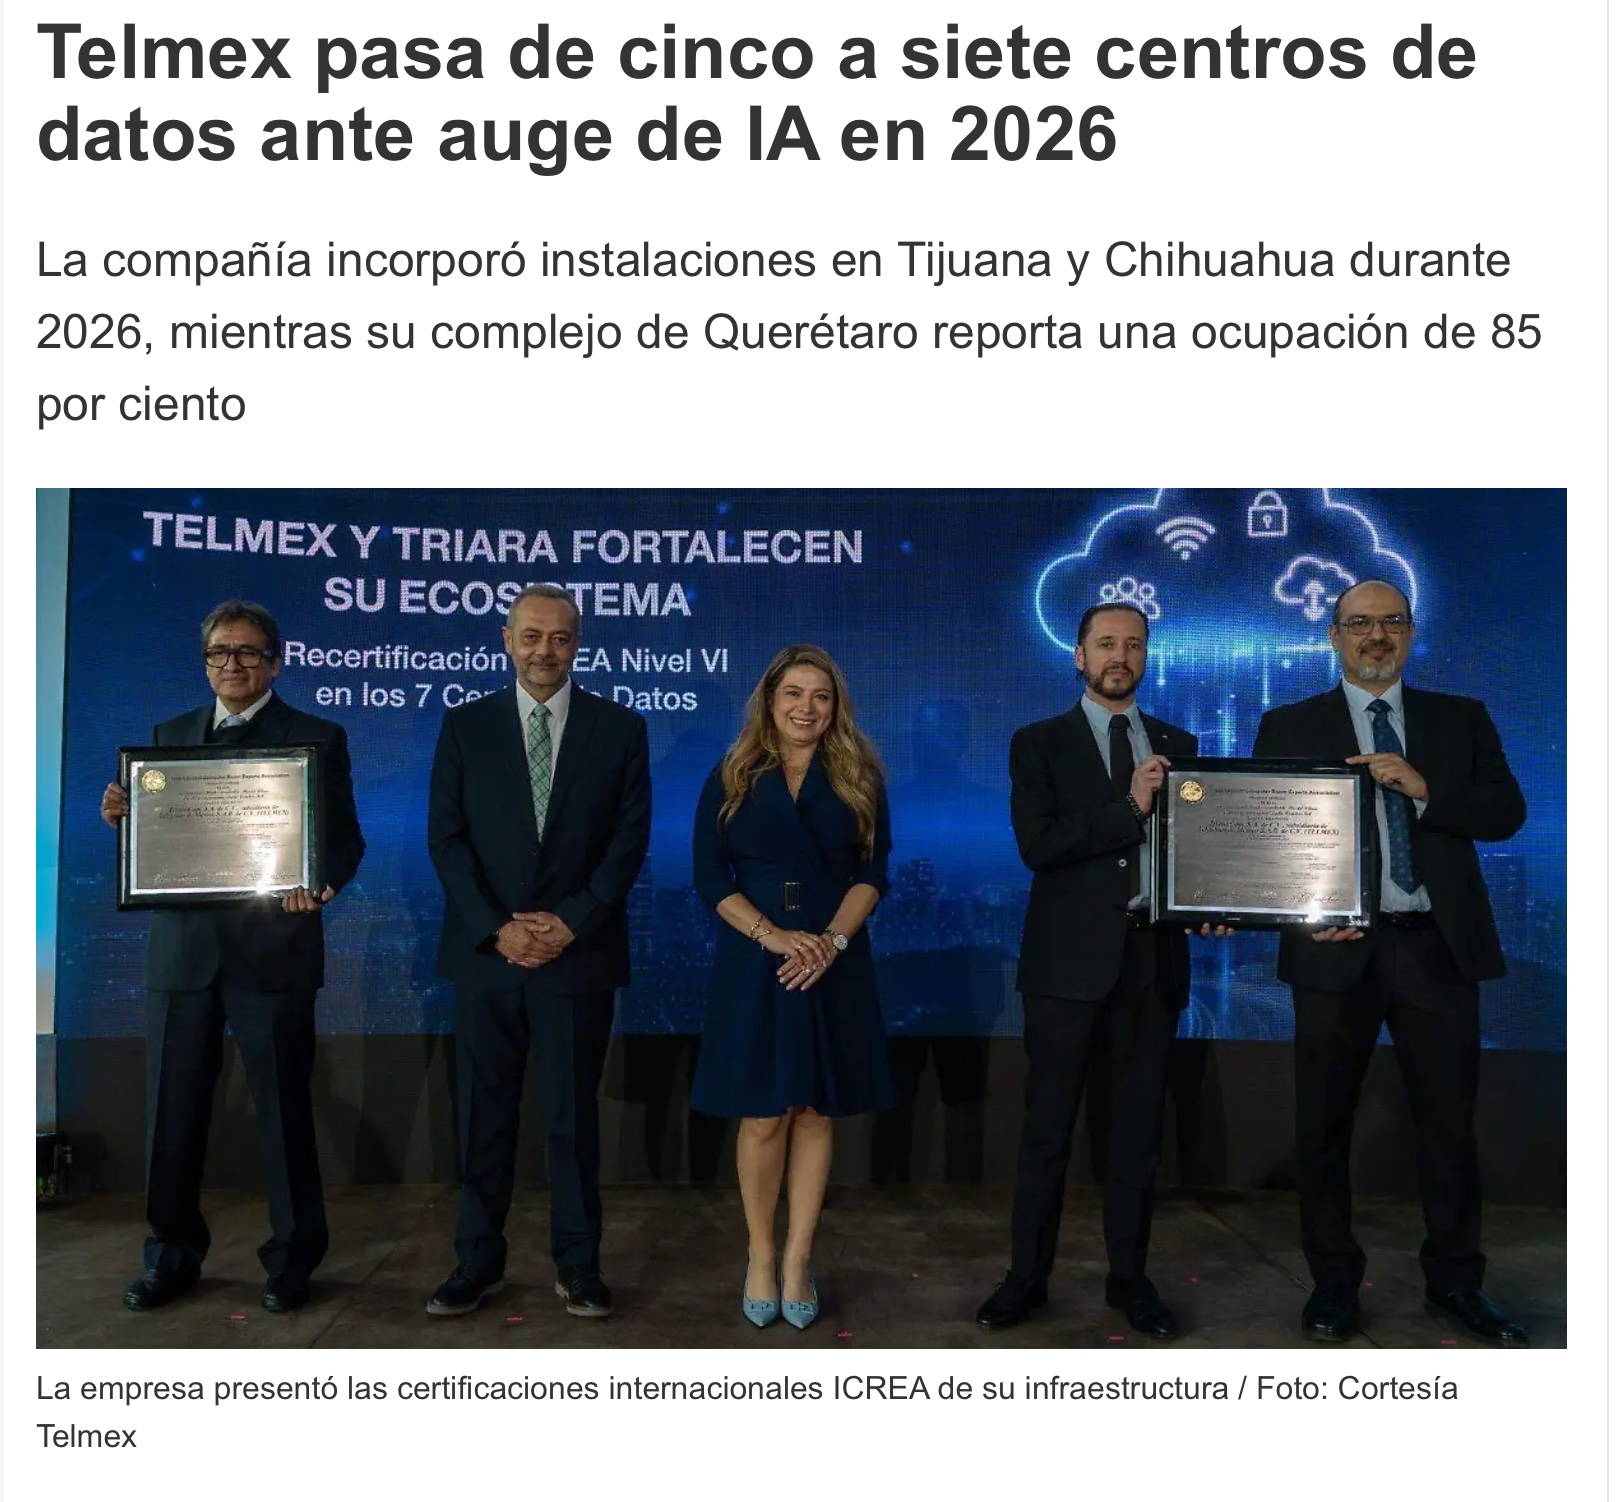 Telmex pasa de cinco a siete centros de
datos ante auge de IA en 2026
La compañía incorporó instalaciones en Tijuana y Chihuahua durante
2026, mientras su complejo de Querétaro reporta una ocupación de 85
por ciento
TELMEX Y TRIARA FORTALECEN
SU ECOS TEMA
Recertificación EA Nivel VI
en los 7 Ce Datos
La empresa presentó las certificaciones internacionales ICREA de su infraestructura / Foto: Cortesía
Telmex